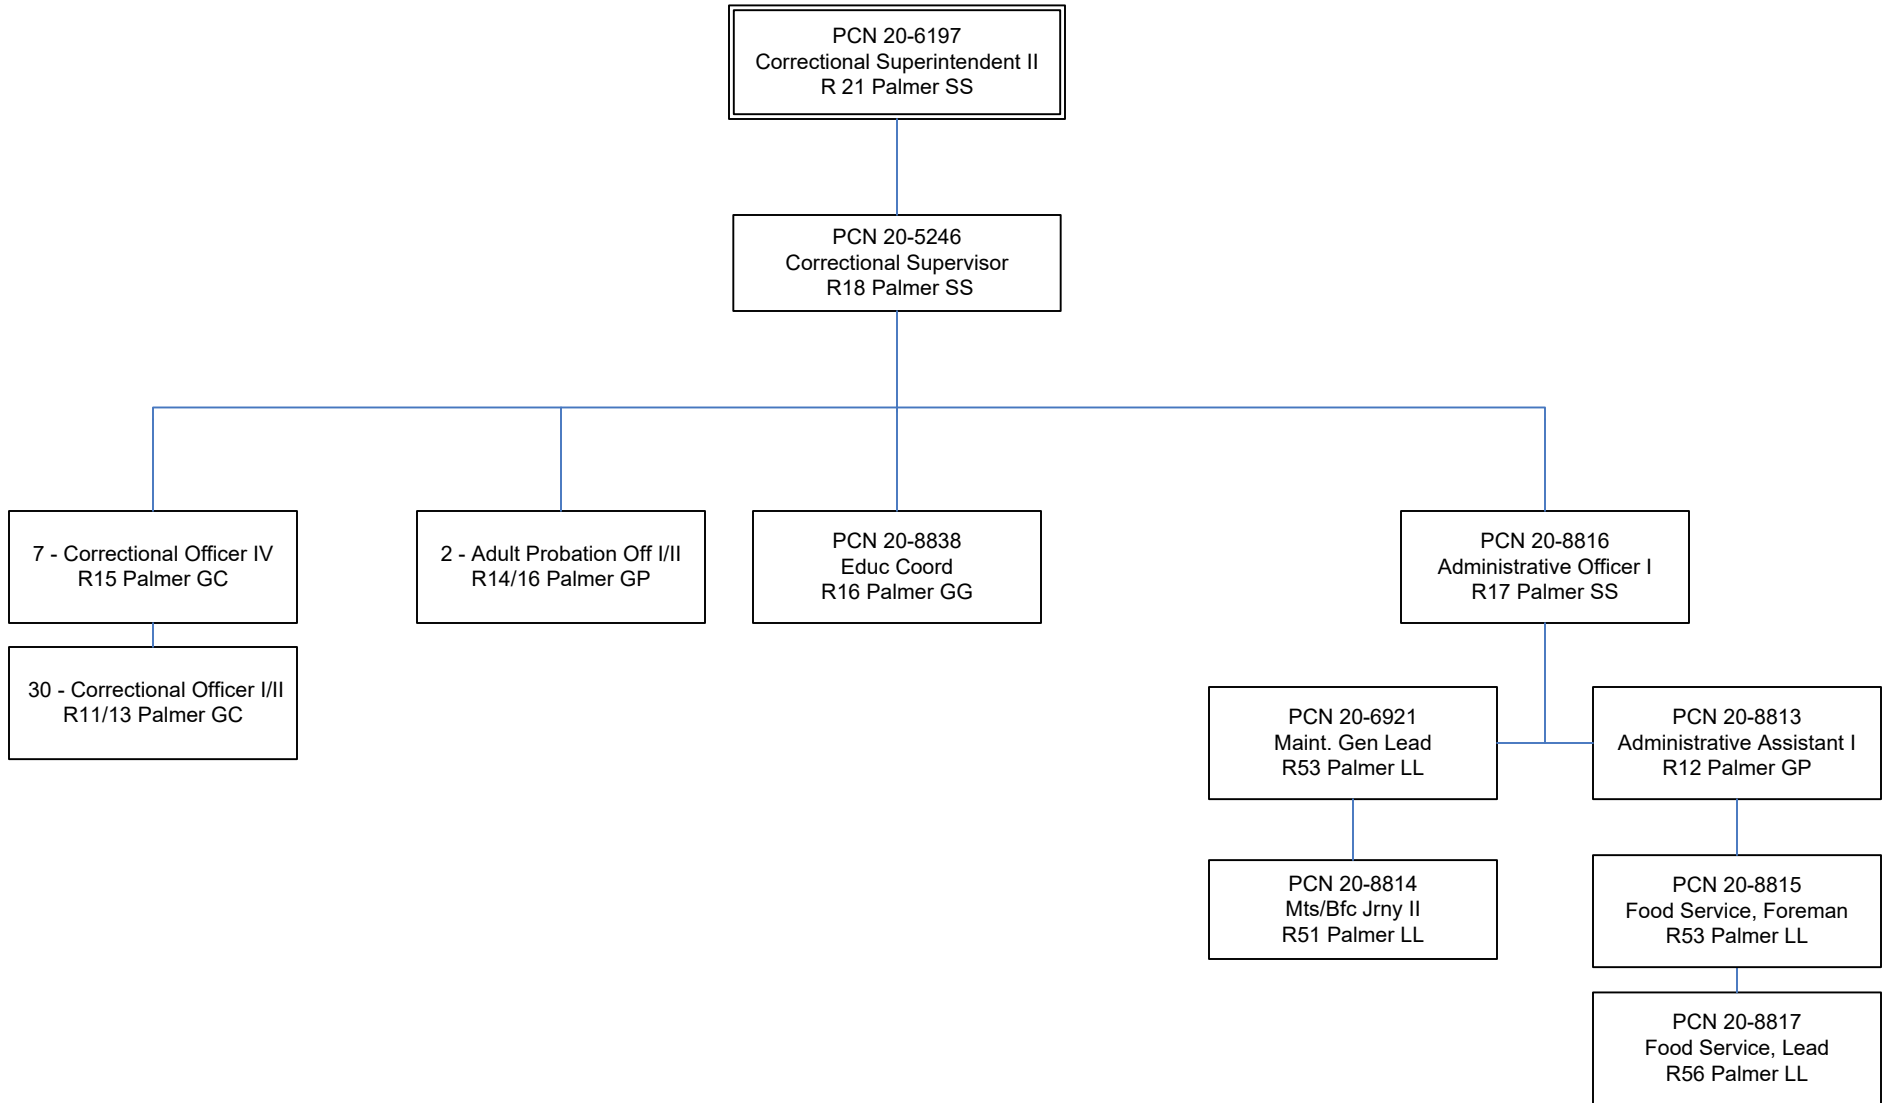 PCN 20-6197
Correctional Superintendent II
R 21 Palmer SS
PCN 20-5246
Correctional Supervisor
R18 Palmer SS
7 - Correctional Officer IV
R15 Palmer GC
30 - Correctional Officer I/II
R11/13 Palmer GC
2 - Adult Probation Off I/II
R14/16 Palmer GP
PCN 20-8838
Educ Coord
R16 Palmer GG
PCN 20-8816
Administrative Officer I
R17 Palmer SS
PCN 20-6921
Maint. Gen Lead
R53 Palmer LL
PCN 20-8814
Mts/Bfc Jrny II
R51 Palmer LL
PCN 20-8813
Administrative Assistant I
R12 Palmer GP
PCN 20-8815
Food Service, Foreman
R53 Palmer LL
PCN 20-8817
Food Service, Lead
R56 Palmer LL